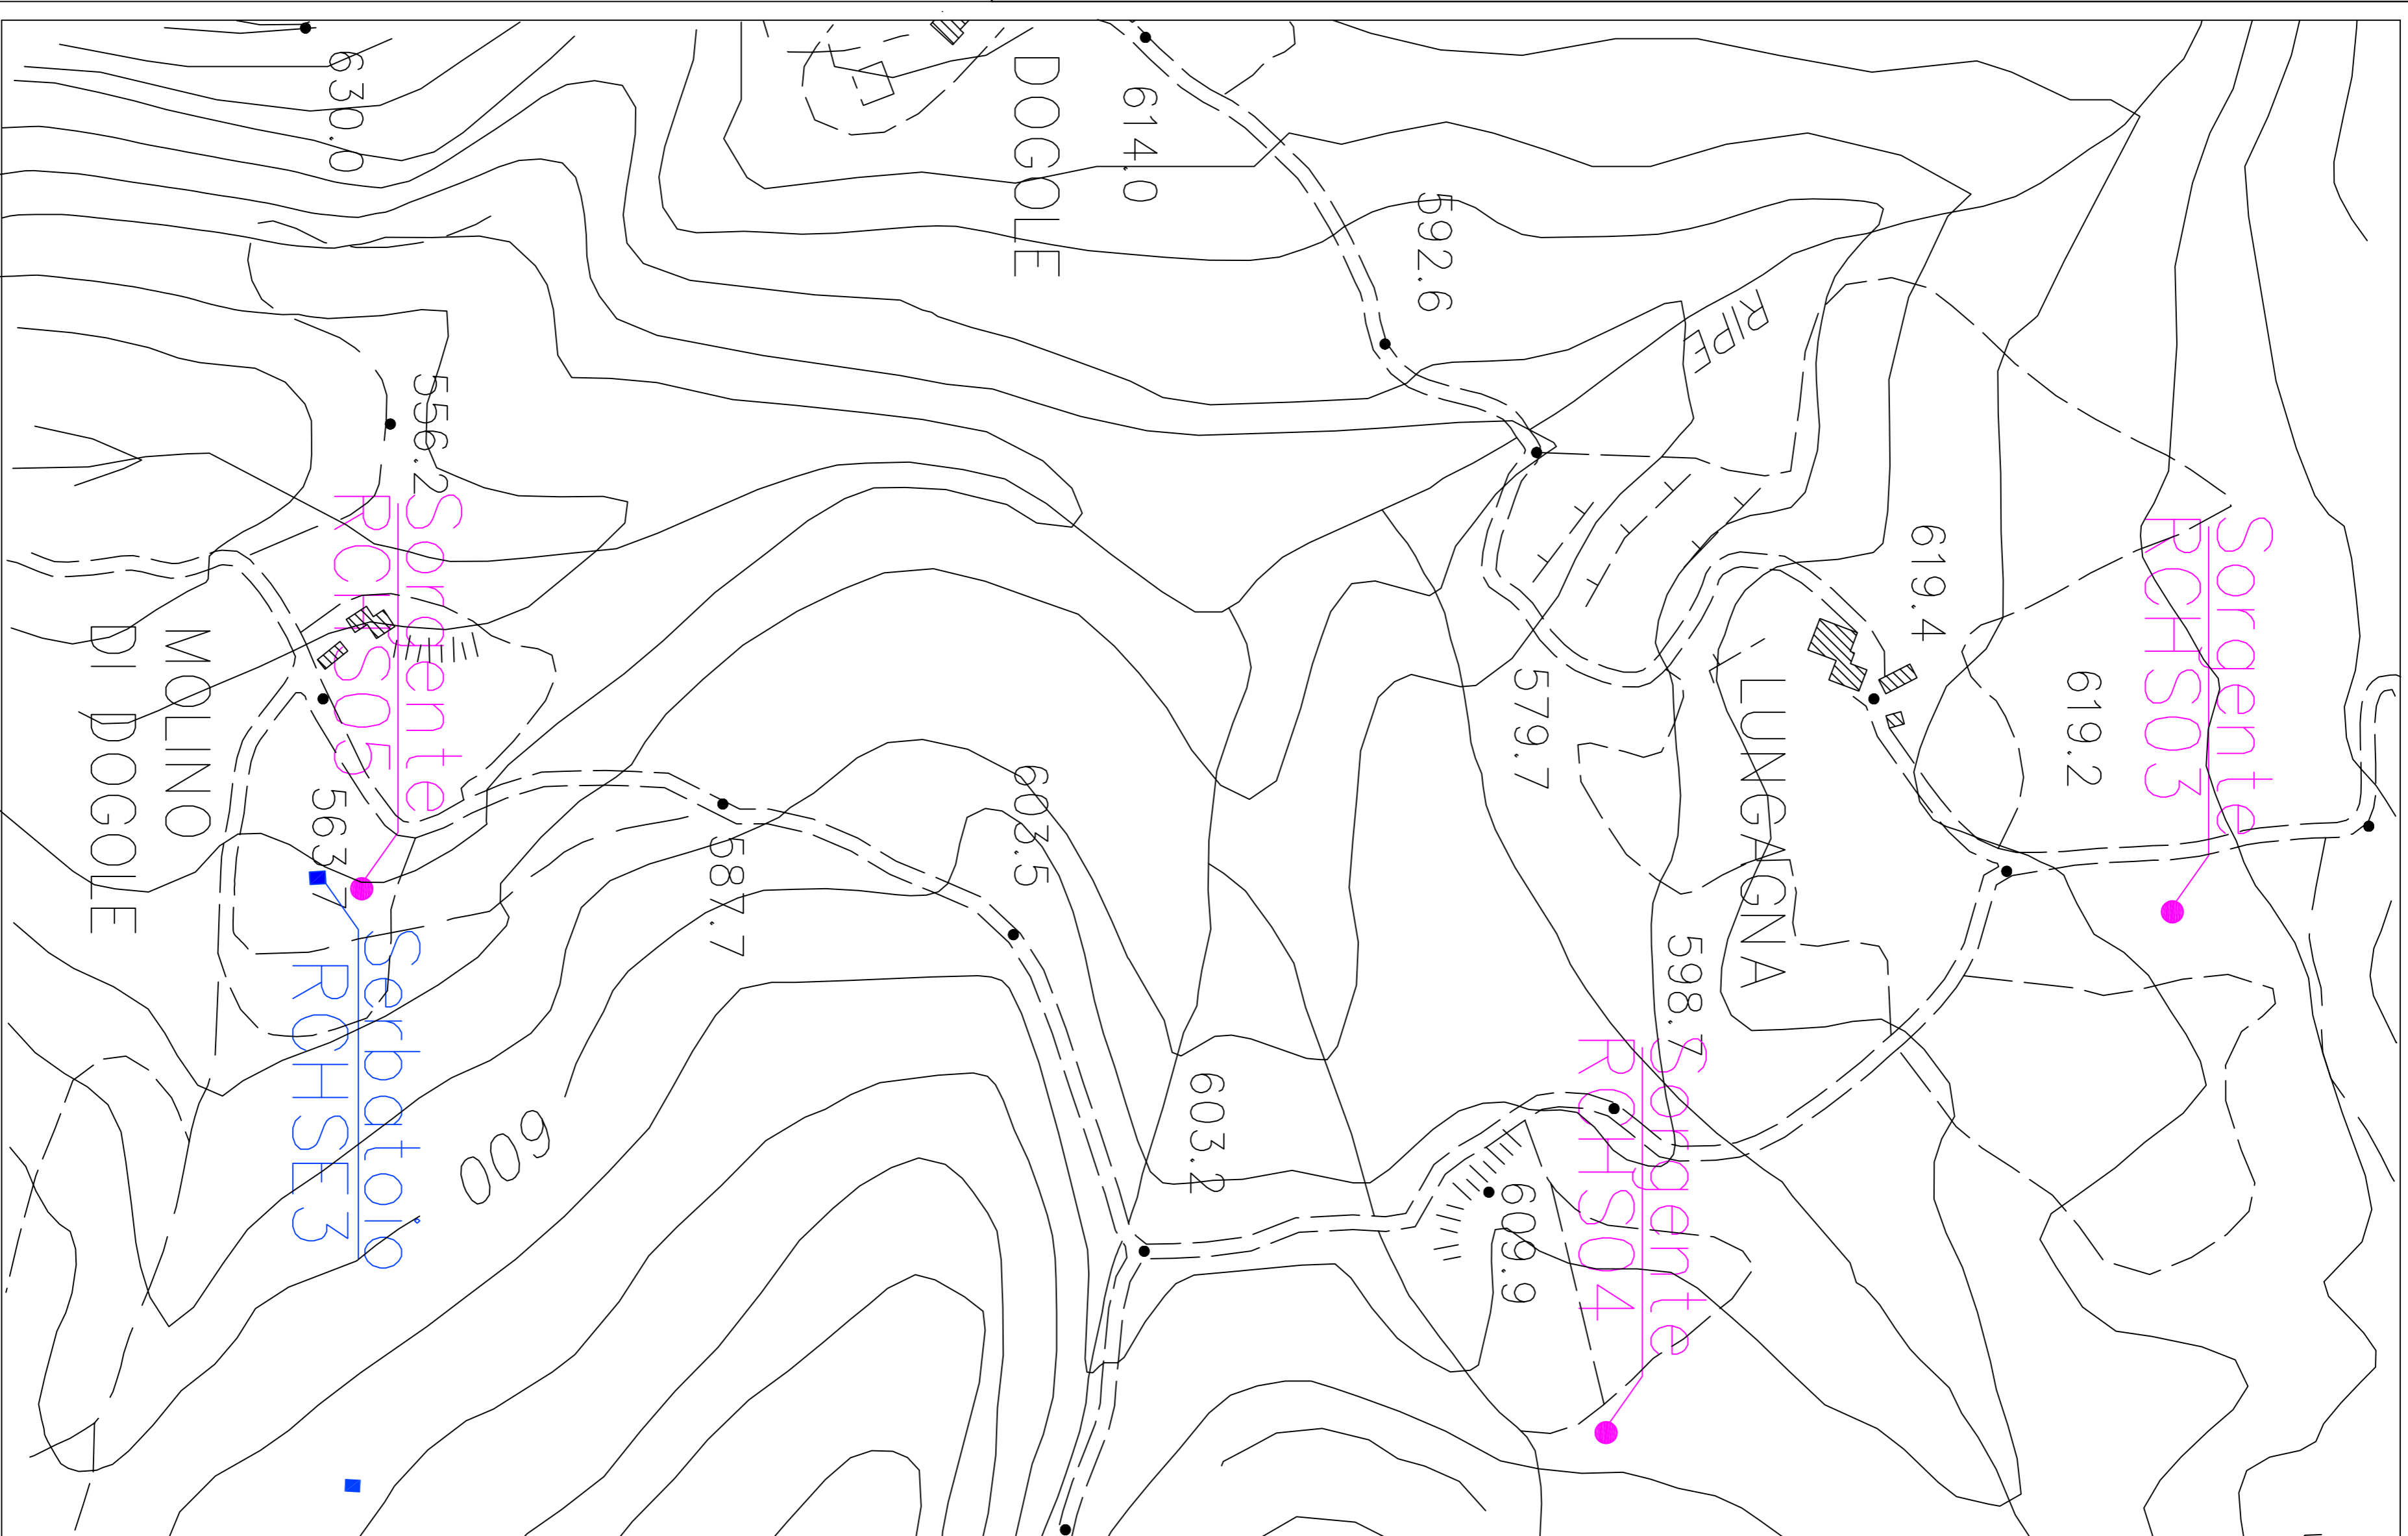 630.0
DOGOLE
614.0
592.6
RIPE
556.2
Sorgente
RCHS05
619.4
Sorgente
RCHS03
MOLINO
DI DOGOLE
563.7
587.7
603.5
579.7
LUNGAGNA
619.2
598.7
Serbatoio
RCHSE3
600
603.2
609.9
Sorgente
RCHS04